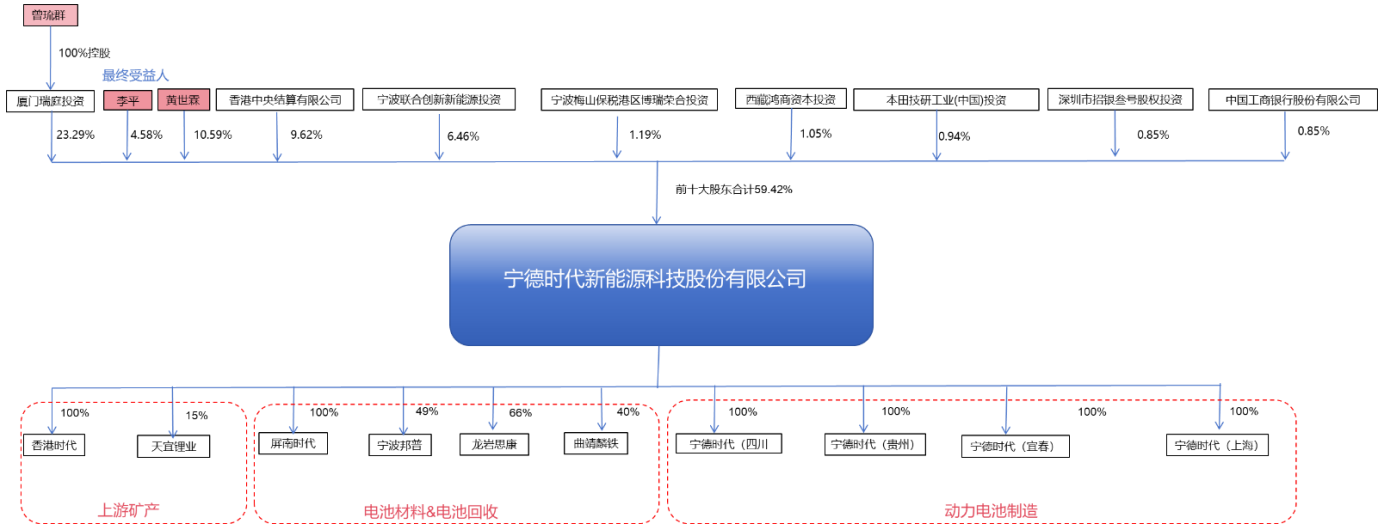 曾琉群
100%控股
最终受益人
厦门瑞庭投资
李平
黄世霖
香港中央结算有限公司
宁波联合创新新能源投资
宁波梅山保税港区博瑞荣合投资
西藏鸿商资本投资
本田技研工业(中国)投资
深圳市招银叁号股权投资
中国工商银行股份有限公司
23.29%
4.58%
10.59%
9.62%
6.46%
1.19%
1.05%
0.94%
0.85%
0.85%
前十大股东合计59.42%
宁德时代新能源科技股份有限公司
100%
15%
100%
49%
66%
40%
100%
100%
100%
100%
香港时代
天宜锂业
屏南时代
宁波邦普
龙岩思康
曲靖麟铁
宁德时代（四川
宁德时代（贵州）
宁德时代（宜春）
宁德时代（上海）
上游矿产
电池材料&电池回收
动力电池制造